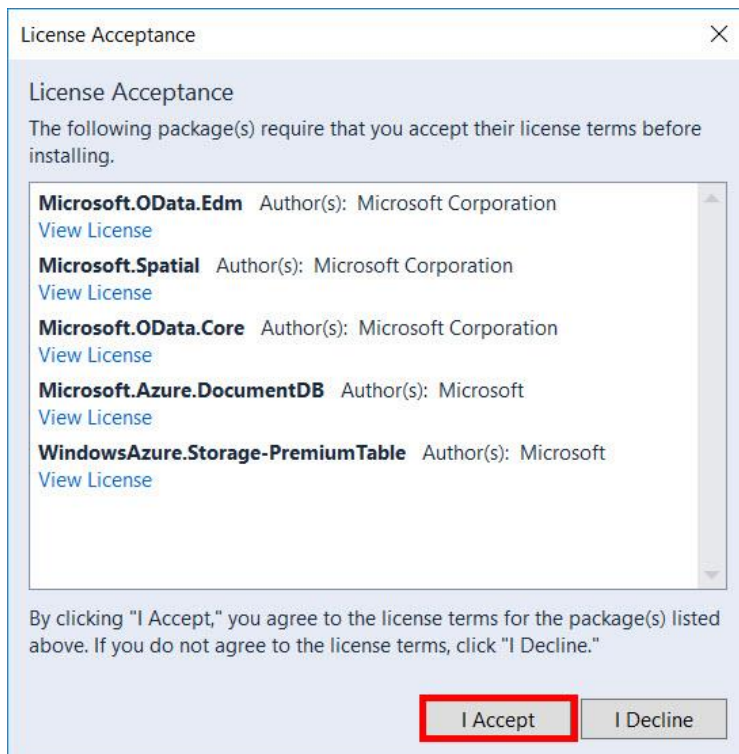 License Acceptance
License Acceptance
The following package(s) require that you accept their license terms before
installing.
Microsoft.OData.Edm Author(s): Microsoft Corporation
View License
Microsoft.Spatial Author(s): Microsoft Corporation
View License
Microsoft.OData.Core Author(s): Microsoft Corporation
View License
Microsoft.Azure.DocumentDB Author(s): Microsoft
View License
WindowsAzure.Storage-PremiumTable Author(s): Microsoft
View License
By clicking "I Accept," you agree to the license terms for the package(s) listed
above. If you do not agree to the license terms, click "I Decline."
I Accept I Decline